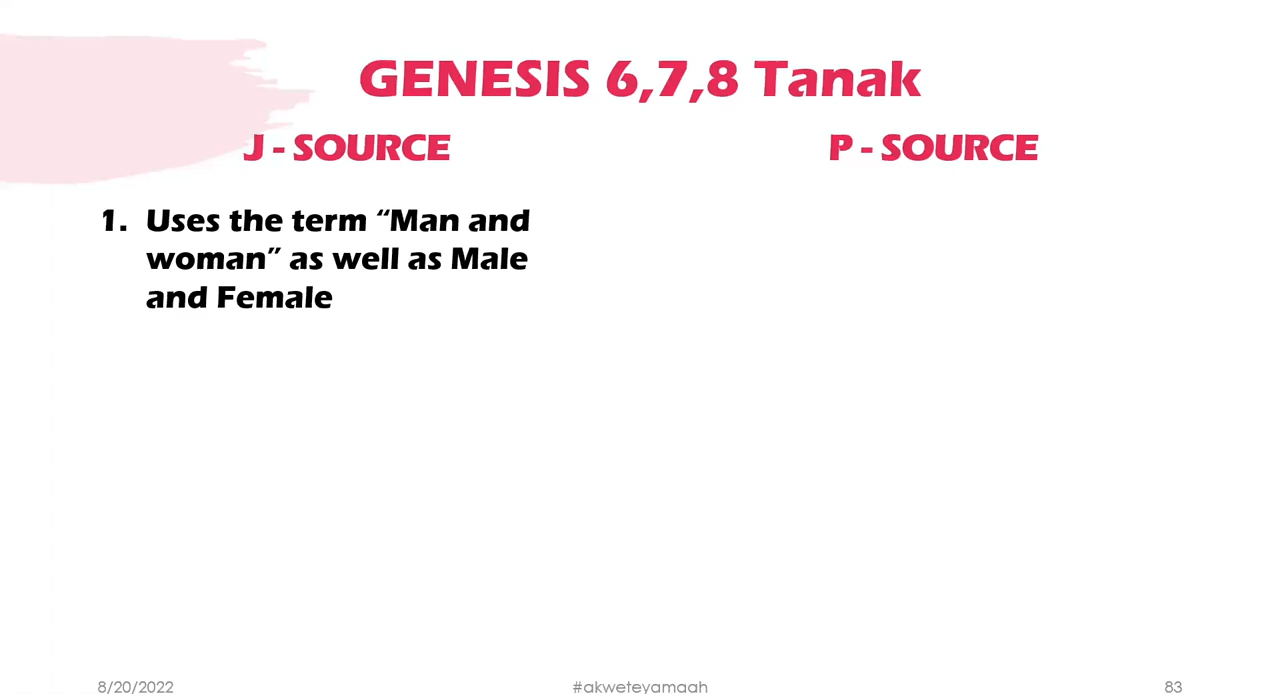 GENESIS 6,7,8 Tanak
J - SOURCE
P - SOURCE
1. Uses the term “Man and
woman” as well as Male
and Female
8/20/2022
#akweteyamaah
83